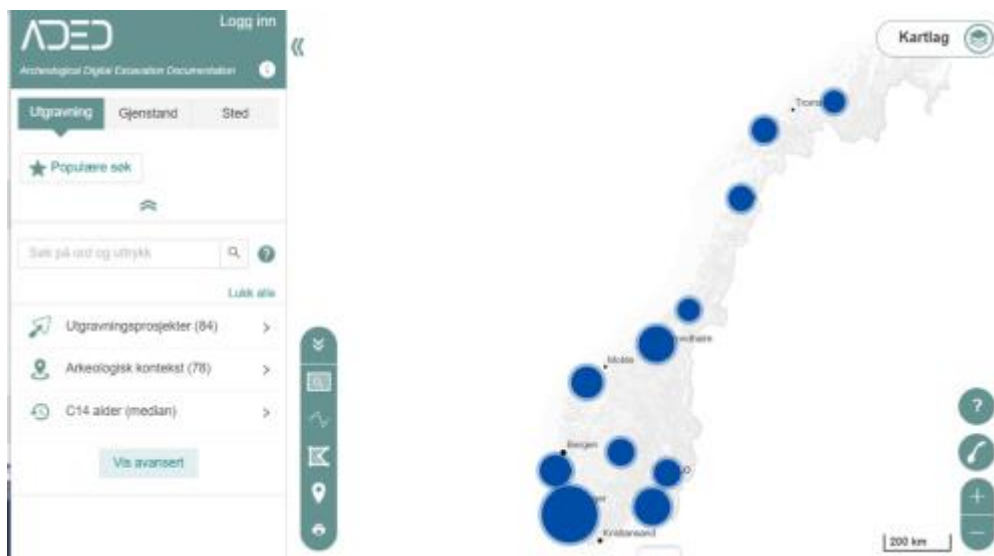 ADED
Logg inn
Archeological Digital Excavation Documentation
Utgravning
Gjenstand
Sted
Populære søk
Søk på ord og uttrykk
Lukk alle
Utgravningsprosjekter (84)
Arkeologisk kontekst (78)
C14 alder (median)
Vis avansert
Kartlag
Molde
Bergen
Kristiansand
200 km